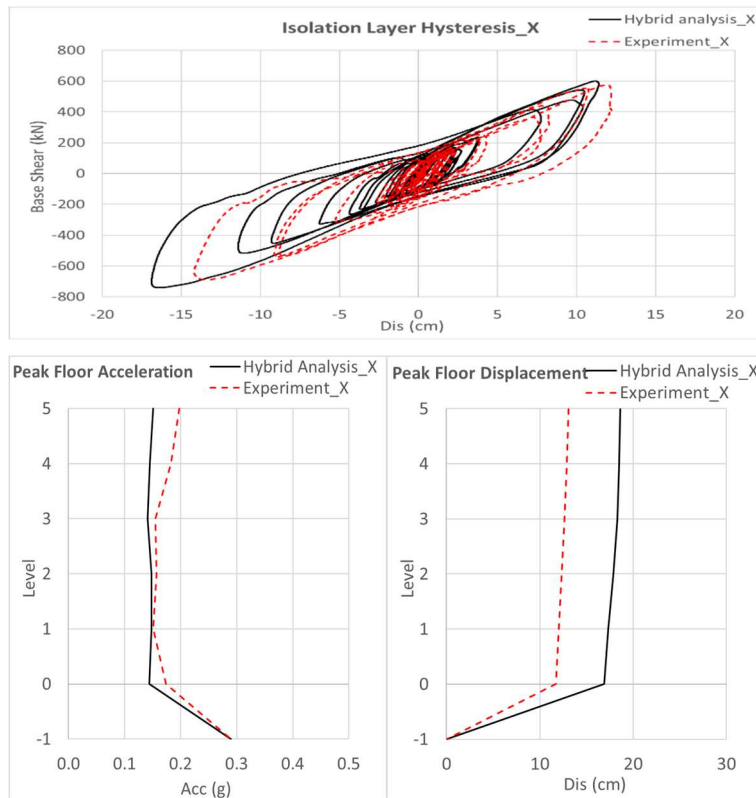 Isolation Layer Hysteresis_X
Hybrid analysis_X
Experiment_X
Base Shear (kN)
800
600
400
200
0
-200
-400
-600
-800
-20 -15 -10 -5 0 5 10 15 20
Dis (cm)
Peak Floor Acceleration
Hybrid Analysis_X
Experiment_X
Level
5
4
3
2
1
0
-1
0.0 0.1 0.2 0.3 0.4 0.5
Acc (g)
Peak Floor Displacement
Hybrid Analysis_X
Experiment_X
Level
5
4
3
2
1
0
-1
0 10 20 30
Dis (cm)